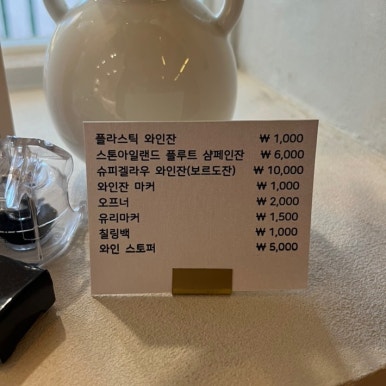 플라스틱 와인잔 ₩ 1,000
스톤아일랜드 플루트 샴페인잔 ₩ 6,000
슈피겔라우 와인잔(보르도잔) ₩ 10,000
와인잔 마커 ₩ 1,000
오프너 ₩ 2,000
유리마커 ₩ 1,500
칠링백 ₩ 1,000
와인 스토퍼 ₩ 5,000